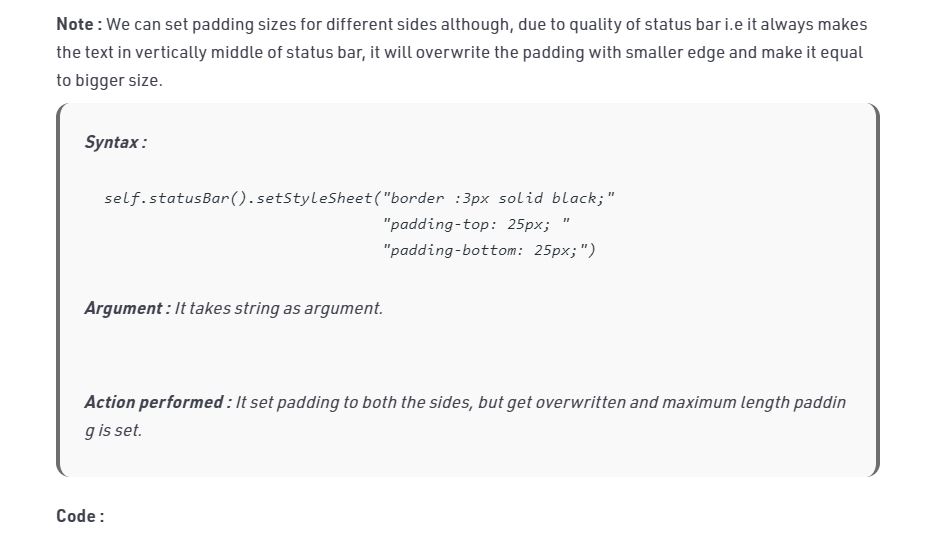 Note : We can set padding sizes for different sides although, due to quality of status bar i.e it always makes
the text in vertically middle of status bar, it will overwrite the padding with smaller edge and make it equal
to bigger size.
Syntax :
self.statusBar().setStyleSheet("border :3px solid black;"
"padding-top: 25px; "
"padding-bottom: 25px;")
Argument : It takes string as argument.
Action performed : It set padding to both the sides, but get overwritten and maximum length paddin
g is set.
Code :